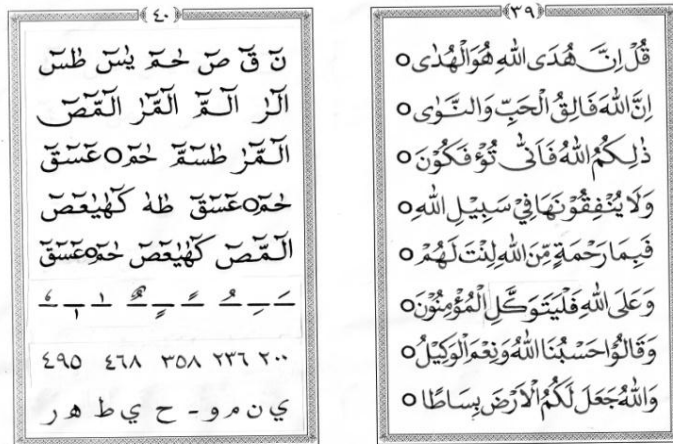 ﴿٣٩﴾
قُلْ اِنَّ هُدَى اللّٰهِ هُوَالْهُدٰى ○
اِنَّ اللّٰهَ فَالِقُ الْحَبِّ وَالنَّوٰى ○
ذٰلِكُمُ اللّٰهُ فَاَنّٰى تُؤْفَكُوْنَ ○
وَلَا يُنْفِقُوْنَهَا فِيْ سَبِيْلِ اللّٰهِ ○
فَبِمَا رَحْمَةٍ مِّنَ اللّٰهِ لِنْتَ لَهُمْ ○
وَعَلَى اللّٰهِ فَلْيَتَوَكَّلِ الْمُؤْمِنُوْنَ ○
وَقَالُوْا حَسْبُنَا اللّٰهُ وَنِعْمَ الْوَكِيْلُ ○
وَاللّٰهُ جَعَلَ لَكُمُ الْاَرْضَ بِسَاطًا ○
﴿٤٠﴾
نٓ قٓ صٓ حٰمٓ يٰسٓ طٰسٓ
الٓرٰ الٓمّٓ الٓمّٓرٰ الٓمّٓصٓ
الٓمّٓرٰ طٰسٓمّٓ حٰمٓ ○ عٓسٓقٓ
حٰمٓ ○ عٓسٓقٓ طٰهٰ كٓهٰيٰعٓصٓ
الٓمّٓصٓ كٓهٰيٰعٓصٓ حٰمٓ ○ عٓسٓقٓ
٢٠٠ ٢٣٦ ٣٥٨ ٤٦٨ ٤٩٥
ي ن م و - ح ي ط ه ر